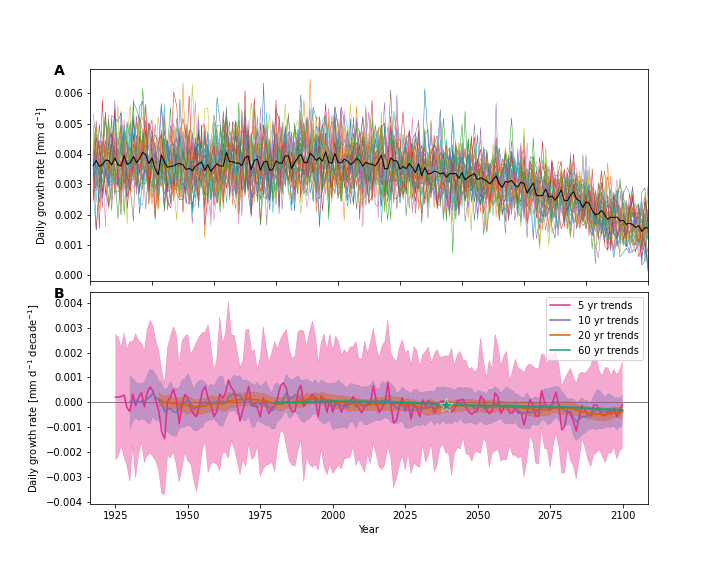 A
Daily growth rate [mm d⁻¹]
0.006
0.005
0.004
0.003
0.002
0.001
0.000
B
Daily growth rate [mm d⁻¹ decade⁻¹]
0.004
0.003
0.002
0.001
0.000
−0.001
−0.002
−0.003
−0.004
5 yr trends
10 yr trends
20 yr trends
60 yr trends
1925 1950 1975 2000 2025 2050 2075 2100
Year